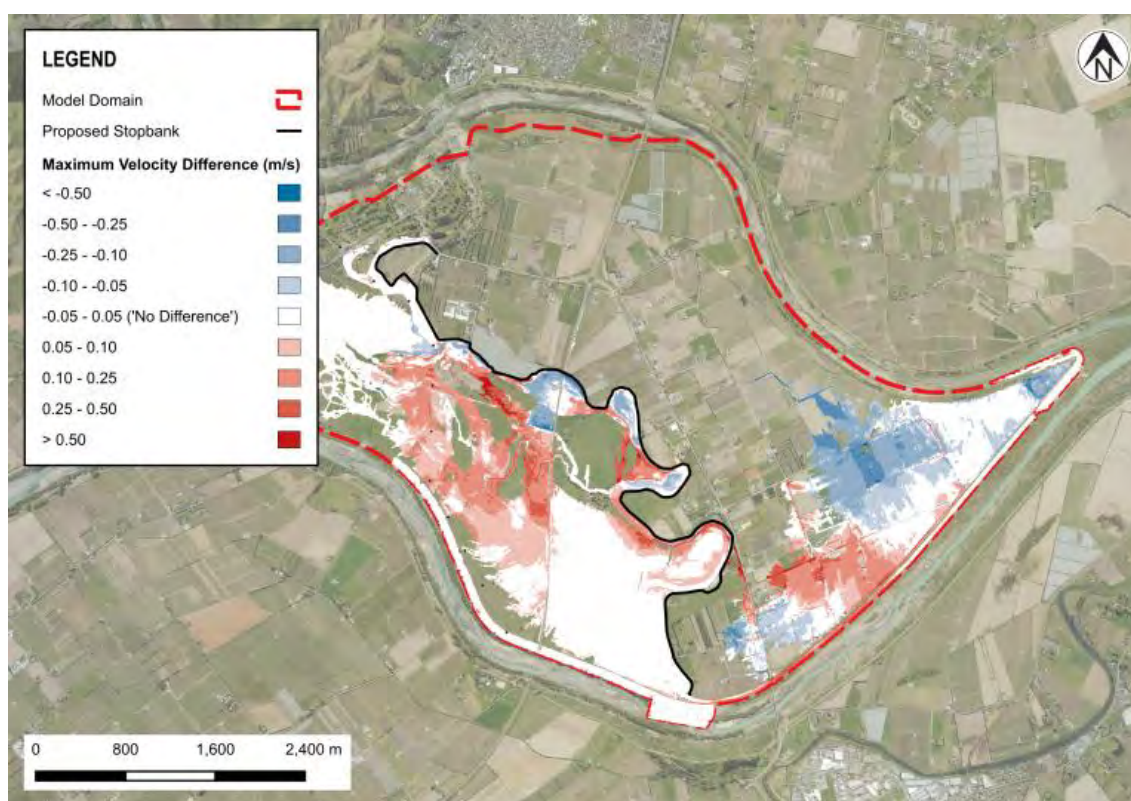 LEGEND
Model Domain
Proposed Stopbank
Maximum Velocity Difference (m/s)
< -0.50
-0.50 - -0.25
-0.25 - -0.10
-0.10 - -0.05
-0.05 - 0.05 ('No Difference')
0.05 - 0.10
0.10 - 0.25
0.25 - 0.50
> 0.50
N
0 800 1,600 2,400 m